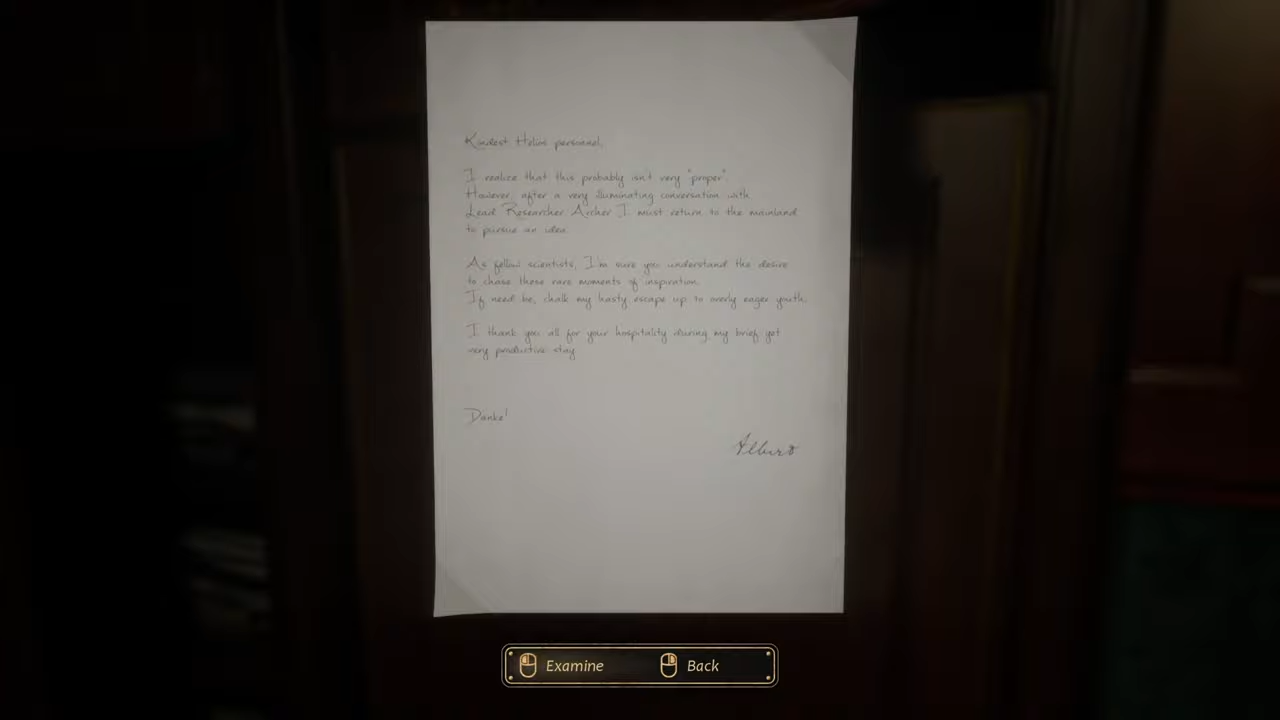 Kindest Helios personnel,
I realize that this probably isn't very "proper".
However, after a very illuminating conversation with
Lead Researcher Archer I must return to the mainland
to pursue an idea.
As fellow scientists, I'm sure you understand the desire
to chase these rare moments of inspiration.
If need be, chalk my hasty escape up to overly eager youth.
I thank you all for your hospitality during my brief yet
very productive stay
Danke!
Albert
Examine
Back